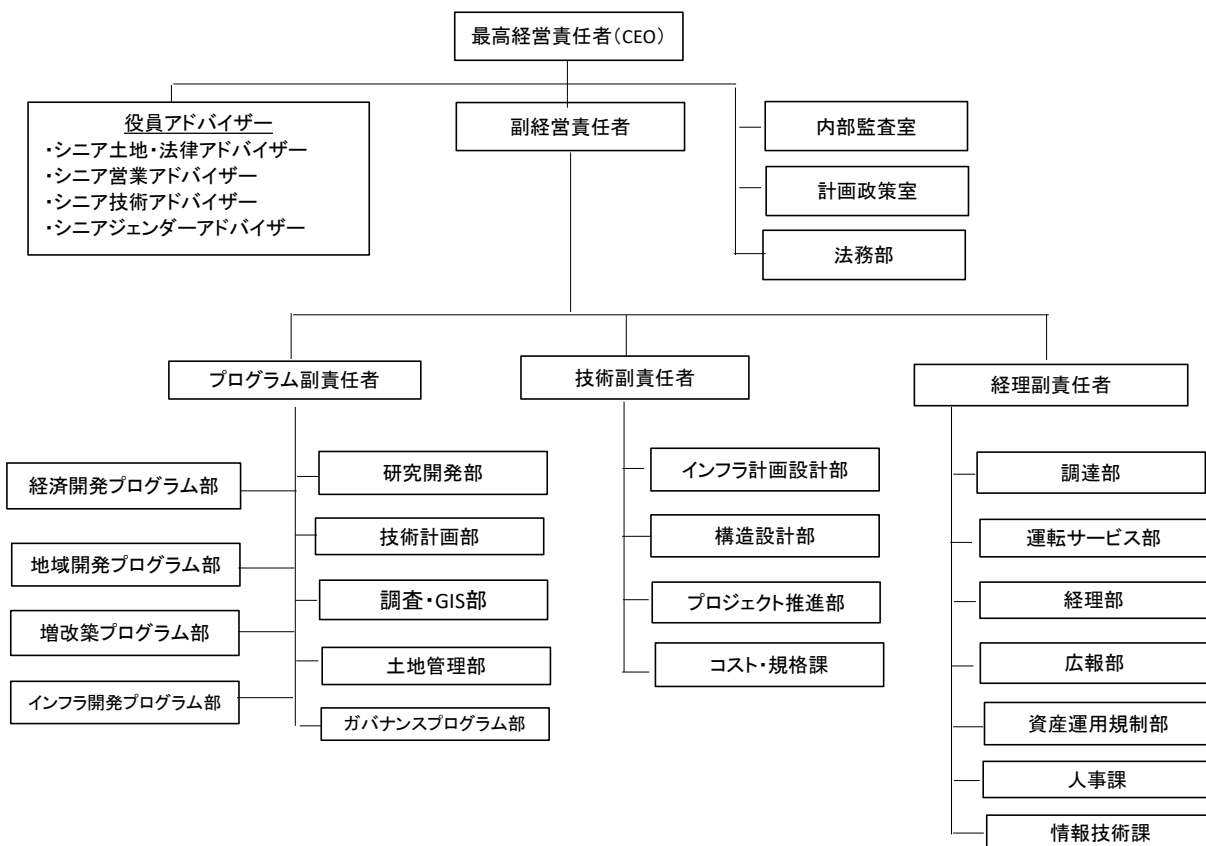 最高経営責任者(CEO)
役員アドバイザー
・シニア土地・法律アドバイザー
・シニア営業アドバイザー
・シニア技術アドバイザー
・シニアジェンダーアドバイザー
副経営責任者
内部監査室
計画政策室
法務部
プログラム副責任者
技術副責任者
経理副責任者
経済開発プログラム部
地域開発プログラム部
増改築プログラム部
インフラ開発プログラム部
研究開発部
技術計画部
調査・GIS部
土地管理部
ガバナンスプログラム部
インフラ計画設計部
構造設計部
プロジェクト推進部
コスト・規格課
調達部
運転サービス部
経理部
広報部
資産運用規制部
人事課
情報技術課